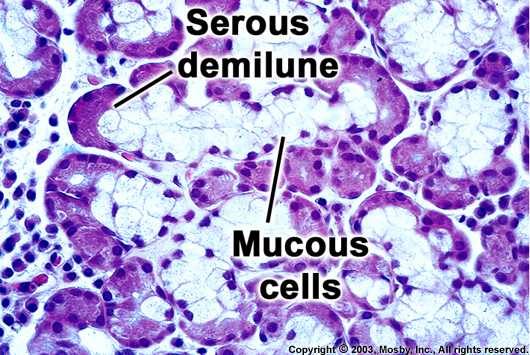 Serous
demilune
Mucous
cells
Copyright © 2003, Mosby, Inc., All rights reserved.